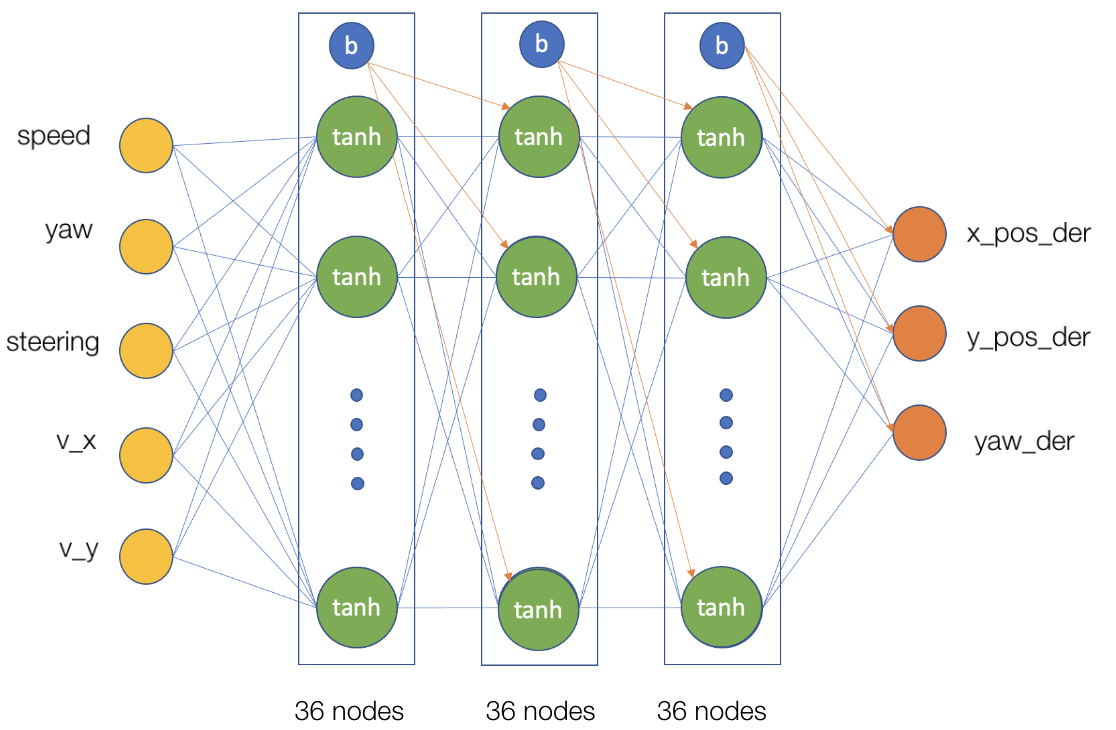 b
b
b
speed
tanh
tanh
tanh
yaw
x_pos_der
tanh
tanh
tanh
steering
y_pos_der
v_x
yaw_der
v_y
tanh
tanh
tanh
36 nodes
36 nodes
36 nodes